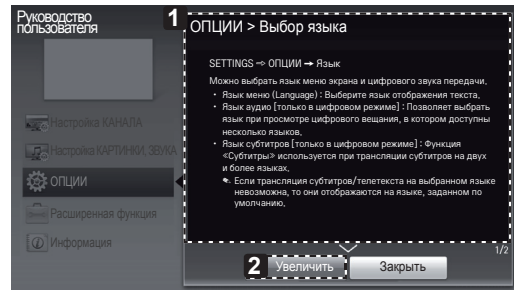 Руководство
пользователя
Настройка КАНАЛА
Настройка КАРТИНКИ, ЗВУКА
ОПЦИИ
Расширенная функция
Информация
1
ОПЦИИ > Выбор языка
SETTINGS ⇨ ОПЦИИ ➙ Язык
Можно выбрать язык меню экрана и цифрового звука передачи.
• Язык меню (Language) : Выберите язык отображения текста.
• Язык аудио [только в цифровом режиме] : Позволяет выбрать
язык при просмотре цифрового вещания, в котором доступны
несколько языков.
• Язык субтитров [только в цифровом режиме] : Функция
«Субтитры» используется при трансляции субтитров на двух
и более языках.
Если трансляция субтитров/телетекста на выбранном языке
невозможна, то они отображаются на языке, заданном по
умолчанию.
1/2
2 Увеличить
Закрыть